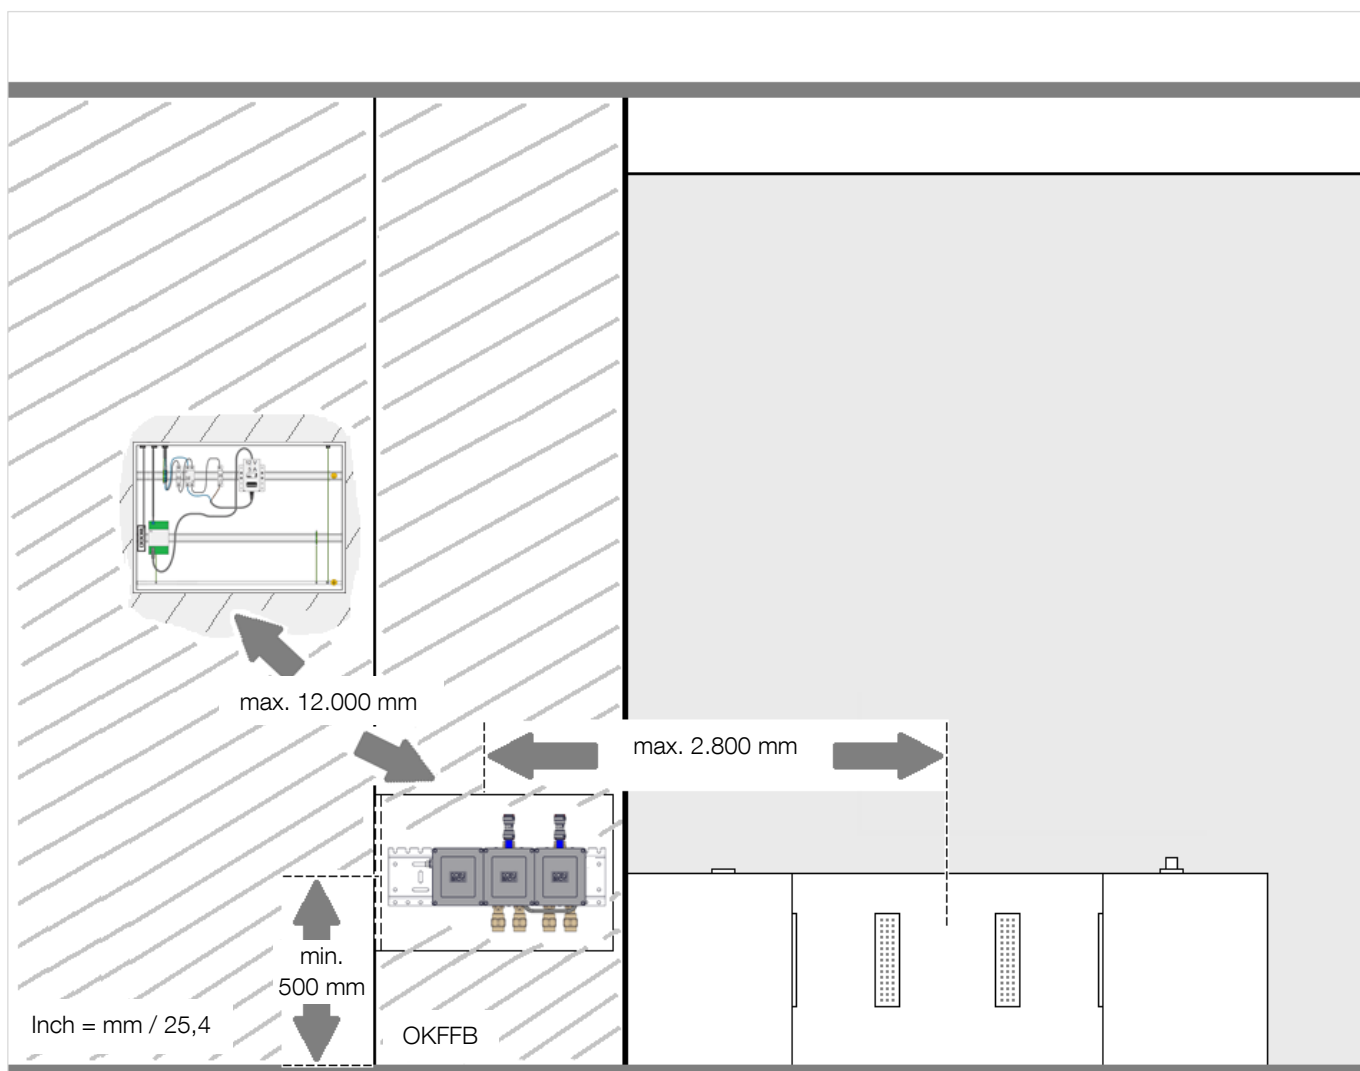 max. 12.000 mm
max. 2.800 mm
min.
500 mm
Inch = mm / 25,4
OKFFB